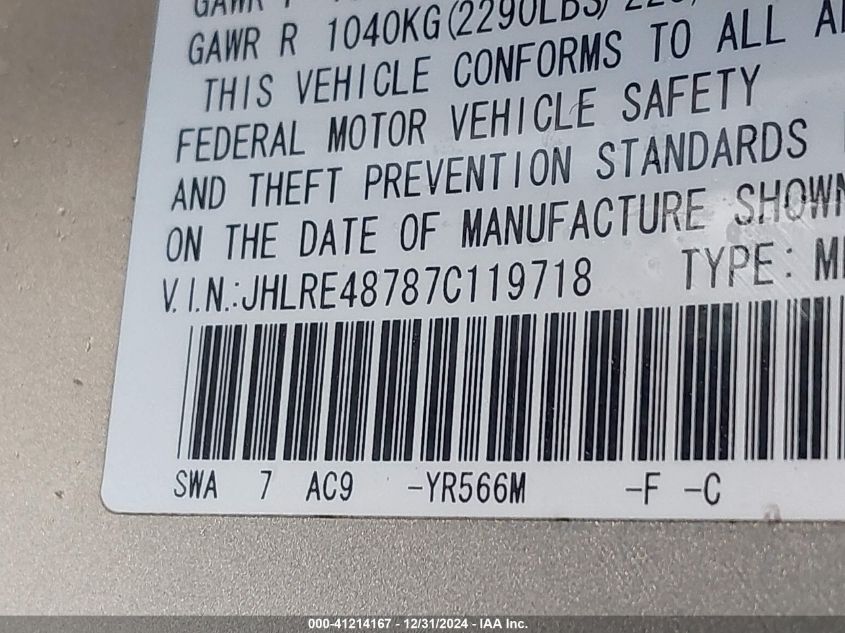 GAWR F
GAWR R 1040KG(2290LBS)
THIS VEHICLE CONFORMS TO ALL
FEDERAL MOTOR VEHICLE SAFETY
AND THEFT PREVENTION STANDARDS
ON THE DATE OF MANUFACTURE SHOWN
V.I.N.:JHLRE48787C119718 TYPE:
SWA 7 AC9 -YR566M -F -C
000-41214167 - 12/31/2024 - IAA Inc.